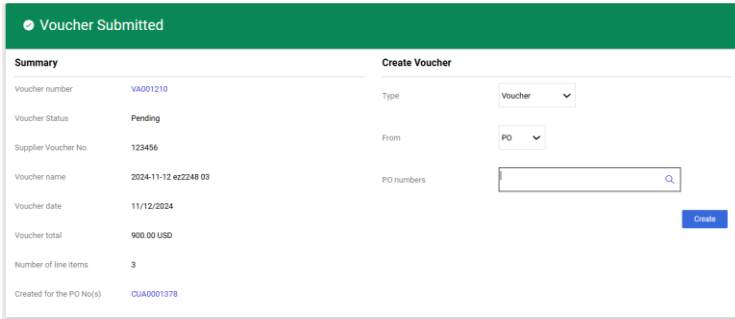 Voucher Submitted
Summary
Voucher number VA001210
Voucher Status Pending
Supplier Voucher No. 123456
Voucher name 2024-11-12 ez2248 03
Voucher date 11/12/2024
Voucher total 900.00 USD
Number of line items 3
Created for the PO No(s) CUA0001378
Create Voucher
Type Voucher
From PO
PO numbers
Create